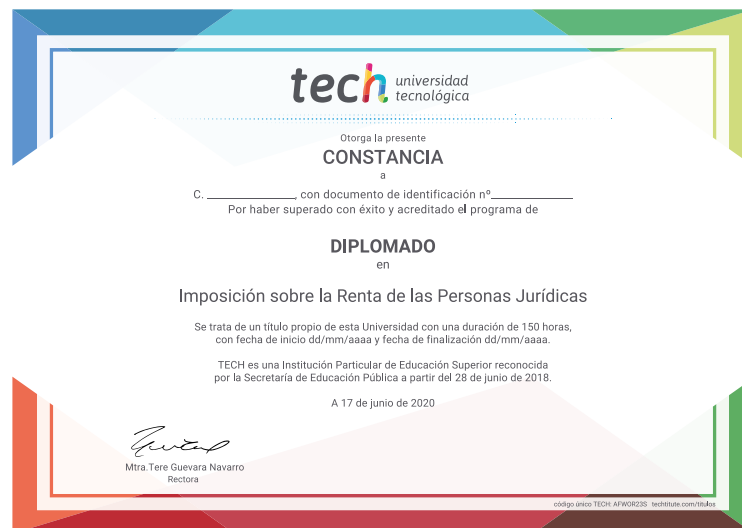 tech universidad
tecnológica
Otorga la presente
CONSTANCIA
a
C. ______________, con documento de identificación nº______________
Por haber superado con éxito y acreditado el programa de
DIPLOMADO
en
Imposición sobre la Renta de las Personas Jurídicas
Se trata de un título propio de esta Universidad con una duración de 150 horas,
con fecha de inicio dd/mm/aaaa y fecha de finalización dd/mm/aaaa.
TECH es una Institución Particular de Educación Superior reconocida
por la Secretaría de Educación Pública a partir del 28 de junio de 2018.
A 17 de junio de 2020
Mtra.Tere Guevara Navarro
Rectora
código único TECH: AFWOR23S techtitute.com/títulos